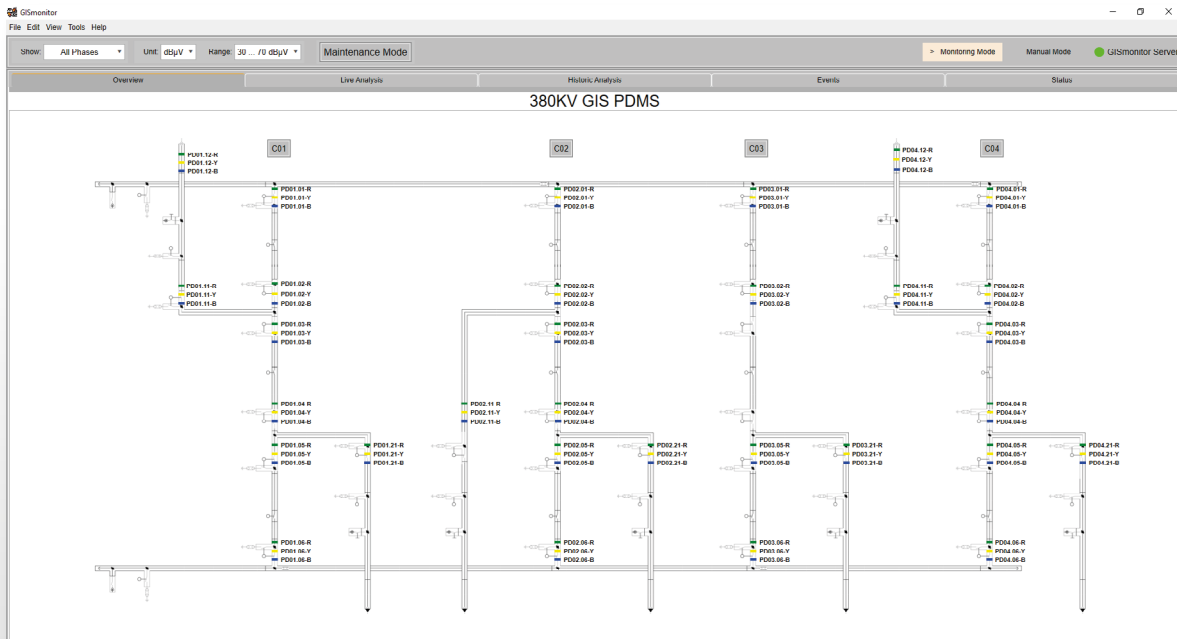 GISmonitor
File Edit View Tools Help
Show: All Phases Unit: dBµV Range: 30 ... 70 dBµV Maintenance Mode > Monitoring Mode Manual Mode GISmonitor Server
Overview Live Analysis Historic Analysis Events Status
380KV GIS PDMS
C01 C02 C03 C04
PD01.12-R PD04.12-R
PD01.12-Y PD04.12-Y
PD01.12-B PD04.12-B
PD01.01-R PD02.01-R PD03.01-R PD04.01-R
PD01.01-Y PD02.01-Y PD03.01-Y PD04.01-Y
PD01.01-B PD02.01-B PD03.01-B PD04.01-B
PD01.11-R PD01.02-R PD02.02-R PD03.02-R PD04.11-R PD04.02-R
PD01.11-Y PD01.02-Y PD02.02-Y PD03.02-Y PD04.11-Y PD04.02-Y
PD01.11-B PD01.02-B PD02.02-B PD03.02-B PD04.11-B PD04.02-B
PD01.03-R PD02.03-R PD04.03-R
PD01.03-Y PD02.03-Y PD04.03-Y
PD01.03-B PD02.03-B PD04.03-B
PD01.04-R PD02.11-R PD02.04-R PD04.04-R
PD01.04-Y PD02.11-Y PD02.04-Y PD04.04-Y
PD01.04-B PD02.11-B PD02.04-B PD04.04-B
PD01.05-R PD01.21-R PD02.05-R PD02.21-R PD03.05-R PD03.21-R PD04.05-R PD04.21-R
PD01.05-Y PD01.21-Y PD02.05-Y PD02.21-Y PD03.05-Y PD03.21-Y PD04.05-Y PD04.21-Y
PD01.05-B PD01.21-B PD02.05-B PD02.21-B PD03.05-B PD03.21-B PD04.05-B PD04.21-B
PD01.06-R PD02.06-R PD03.06-R PD04.06-R
PD01.06-Y PD02.06-Y PD03.06-Y PD04.06-Y
PD01.06-B PD02.06-B PD03.06-B PD04.06-B